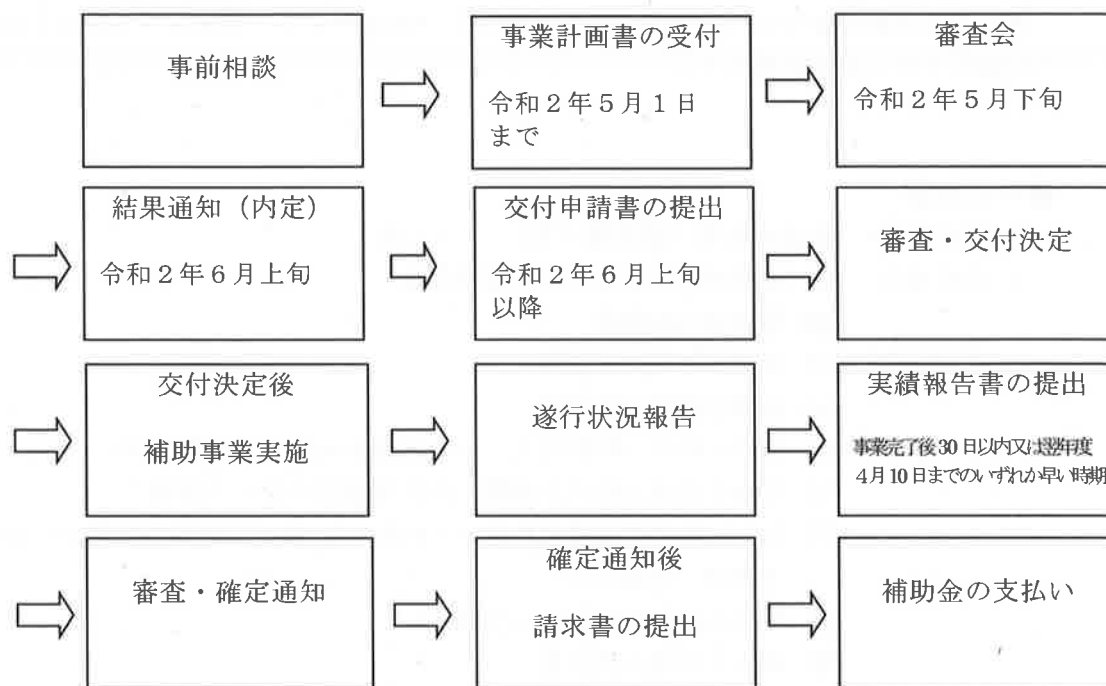 事前相談
事業計画書の受付
令和2年5月1日
まで
審査会
令和2年5月下旬
結果通知（内定）
令和2年6月上旬
交付申請書の提出
令和2年6月上旬
以降
審査・交付決定
交付決定後
補助事業実施
遂行状況報告
実績報告書の提出
事業完了後30日以内又は翌年度
4月10日までのいずれか早い時期
審査・確定通知
確定通知後
請求書の提出
補助金の支払い